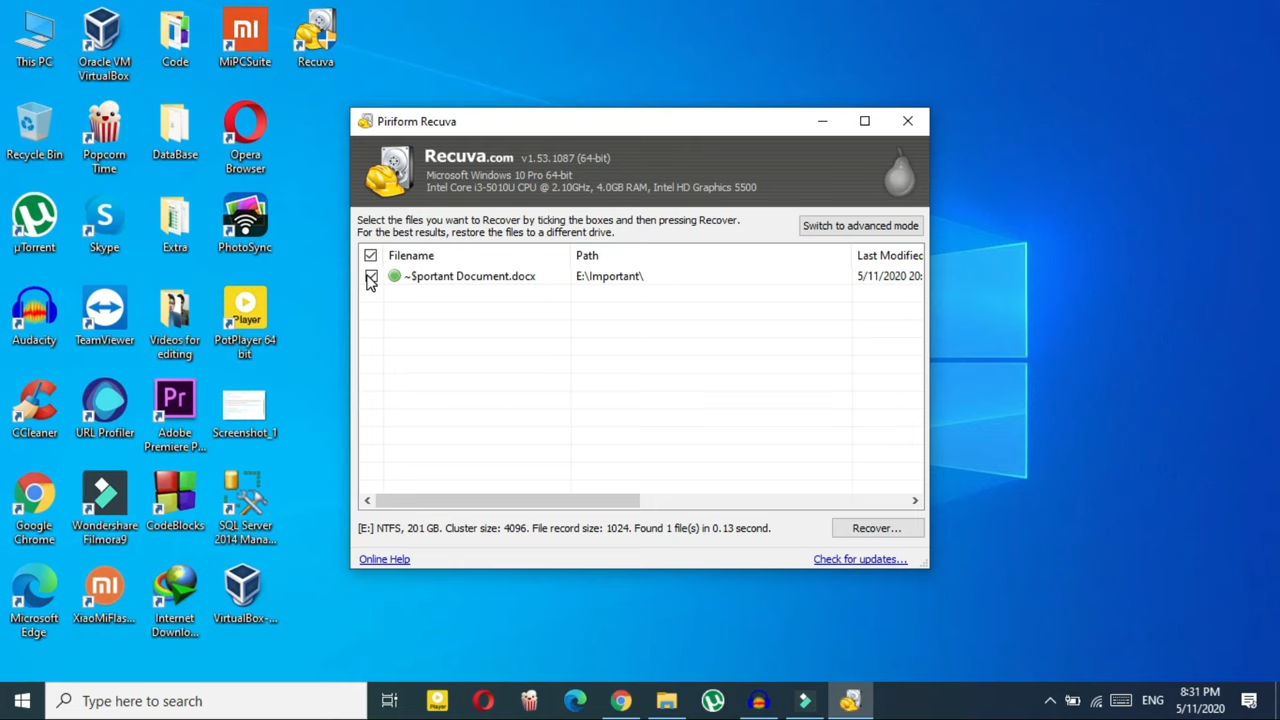 This PC
Oracle VM
VirtualBox
Code
MiPCSuite
Recuva
Recycle Bin
Popcorn
Time
DataBase
Opera
Browser
µTorrent
Skype
Extra
PhotoSync
Audacity
TeamViewer
Videos for
editing
PotPlayer 64
bit
CCleaner
URL Profiler
Adobe
Premiere P...
Screenshot_1
Google
Chrome
Wondershare
Filmora9
CodeBlocks
SQL Server
2014 Mana...
Microsoft
Edge
XiaoMiFlas...
Internet
Downlo...
VirtualBox-...
mi
S
Player
Pr
mi
Piriform Recuva
Recuva.com v1.53.1087 (64-bit)
Microsoft Windows 10 Pro 64-bit
Intel Core i3-5010U CPU @ 2.10GHz, 4.0GB RAM, Intel HD Graphics 5500
Select the files you want to Recover by ticking the boxes and then pressing Recover.
For the best results, restore the files to a different drive.
Switch to advanced mode
Filename Path Last Modified
~$portant Document.docx E:\Important\ 5/11/2020 20:
[E:] NTFS, 201 GB. Cluster size: 4096. File record size: 1024. Found 1 file(s) in 0.13 second.
Recover...
Online Help
Check for updates...
Type here to search
Player
ENG
8:31 PM
5/11/2020